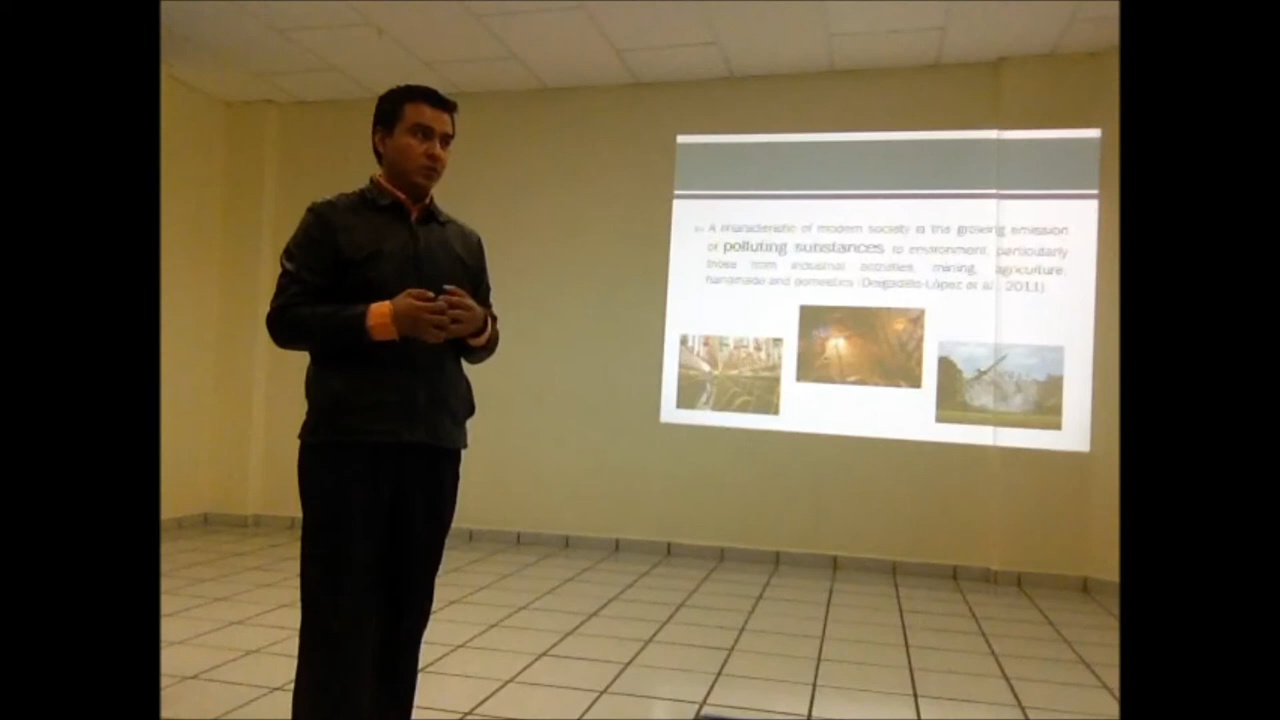 A characteristic of modern society is the growing emission
of polluting substances to environment, particularly
those from industrial activities, mining, agriculture,
handmade and domestics (Delgadillo-López et al., 2011)